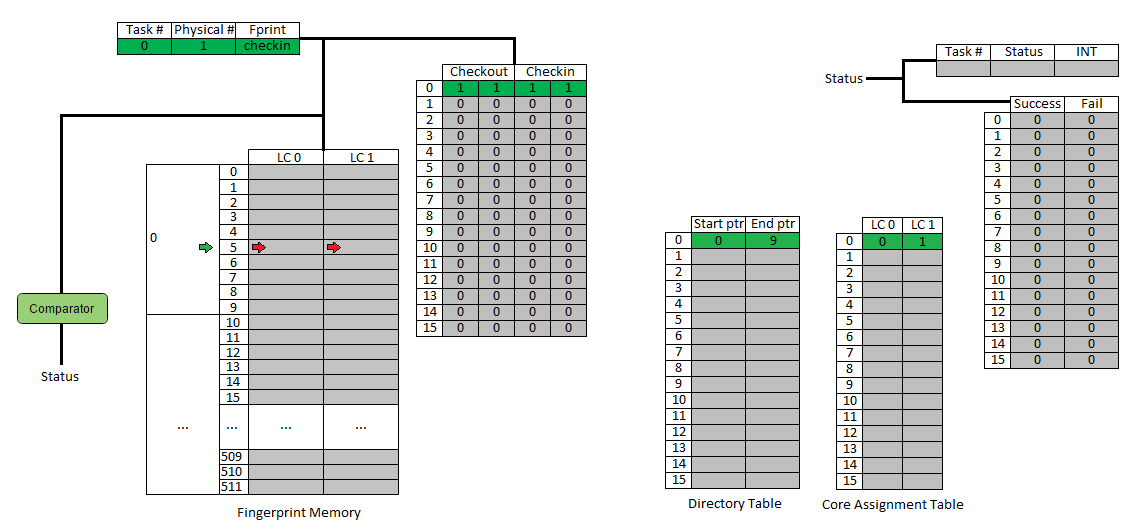 Task # Physical # Fprint
0 1 checkin
Checkout Checkin
0 1 1 1 1
1 0 0 0 0
2 0 0 0 0
3 0 0 0 0
4 0 0 0 0
5 0 0 0 0
6 0 0 0 0
7 0 0 0 0
8 0 0 0 0
9 0 0 0 0
10 0 0 0 0
11 0 0 0 0
12 0 0 0 0
13 0 0 0 0
14 0 0 0 0
15 0 0 0 0
LC 0 LC 1
0
0
1
2
3
4
5
6
7
8
9
10
11
12
13
14
15
... ... ... ...
509
510
511
Fingerprint Memory
Comparator
Status
Start ptr End ptr
0 0 9
1
2
3
4
5
6
7
8
9
10
11
12
13
14
15
Directory Table
LC 0 LC 1
0 0 1
1
2
3
4
5
6
7
8
9
10
11
12
13
14
15
Core Assignment Table
Status
Task # Status INT
Success Fail
0 0 0
1 0 0
2 0 0
3 0 0
4 0 0
5 0 0
6 0 0
7 0 0
8 0 0
9 0 0
10 0 0
11 0 0
12 0 0
13 0 0
14 0 0
15 0 0